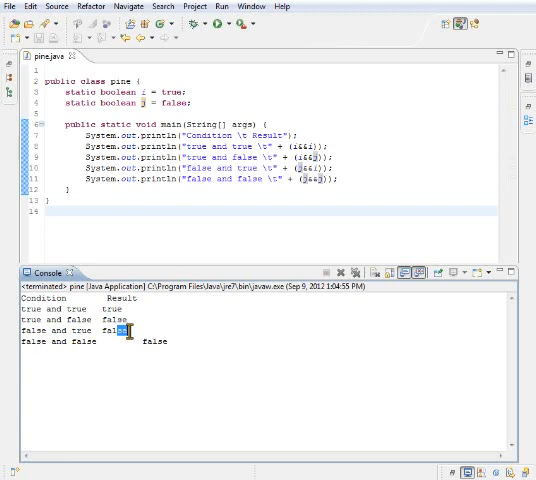 File Edit Source Refactor Navigate Search Project Run Window Help
pine.java
1
2 public class pine {
3 static boolean i = true;
4 static boolean j = false;
5
6 public static void main(String[] args) {
7 System.out.println("Condition \t Result");
8 System.out.println("true and true \t" + (i&&i));
9 System.out.println("true and false \t" + (i&&j));
10 System.out.println("false and true \t" + (j&&i));
11 System.out.println("false and false \t" + (j&&j));
12 }
13 }
14
Console
<terminated> pine [Java Application] C:\Program Files\Java\jre7\bin\javaw.exe (Sep 9, 2012 1:04:55 PM)
Condition Result
true and true true
true and false false
false and true false
false and false false